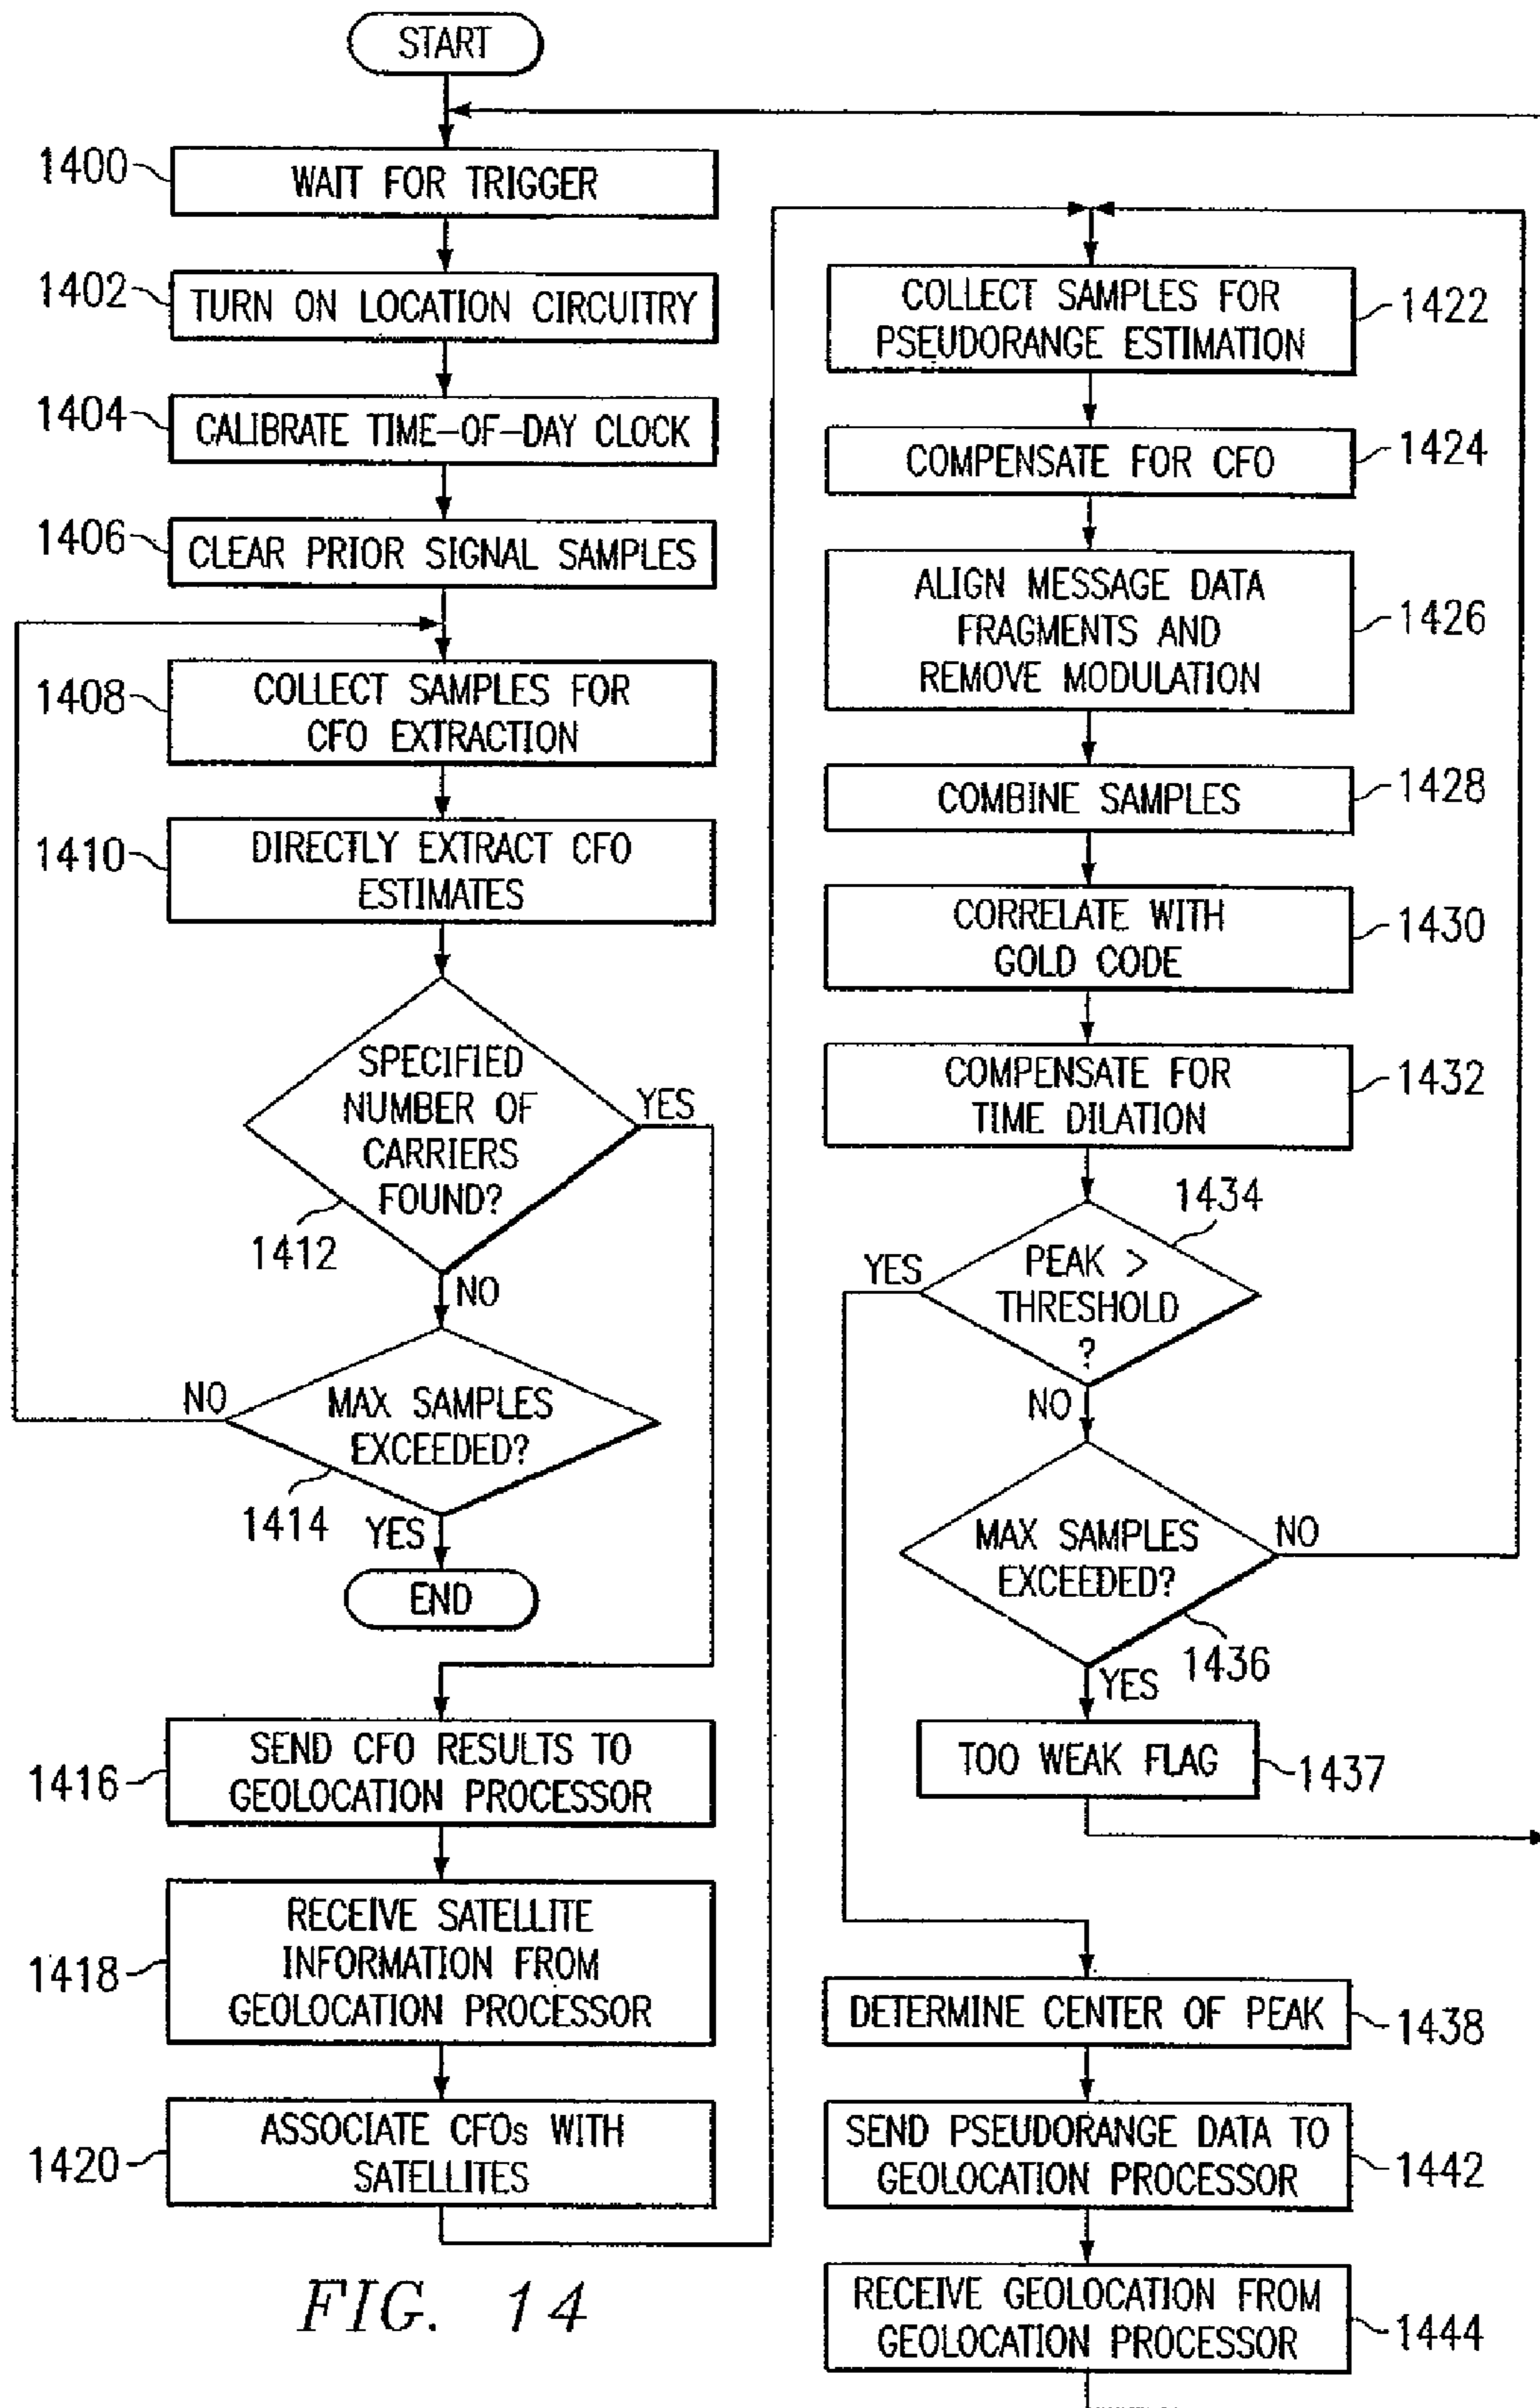 START
1400
WAIT FOR TRIGGER
1402
TURN ON LOCATION CIRCUITRY
1404
CALIBRATE TIME-OF-DAY CLOCK
1406
CLEAR PRIOR SIGNAL SAMPLES
1408
COLLECT SAMPLES FOR
CFO EXTRACTION
1410
DIRECTLY EXTRACT CFO
ESTIMATES
SPECIFIED
NUMBER OF
CARRIERS
FOUND?
YES
1412
NO
NO
MAX SAMPLES
EXCEEDED?
1414
YES
END
1416
SEND CFO RESULTS TO
GEOLOCATION PROCESSOR
1418
RECEIVE SATELLITE
INFORMATION FROM
GEOLOCATION PROCESSOR
1420
ASSOCIATE CFOs WITH
SATELLITES
COLLECT SAMPLES FOR
PSEUDORANGE ESTIMATION
1422
COMPENSATE FOR CFO
1424
ALIGN MESSAGE DATA
FRAGMENTS AND
REMOVE MODULATION
1426
COMBINE SAMPLES
1428
CORRELATE WITH
GOLD CODE
1430
COMPENSATE FOR
TIME DILATION
1432
1434
YES
PEAK >
THRESHOLD
?
NO
MAX SAMPLES
EXCEEDED?
NO
1436
YES
TOO WEAK FLAG
1437
DETERMINE CENTER OF PEAK
1438
SEND PSEUDORANGE DATA TO
GEOLOCATION PROCESSOR
1442
RECEIVE GEOLOCATION FROM
GEOLOCATION PROCESSOR
1444
FIG. 14